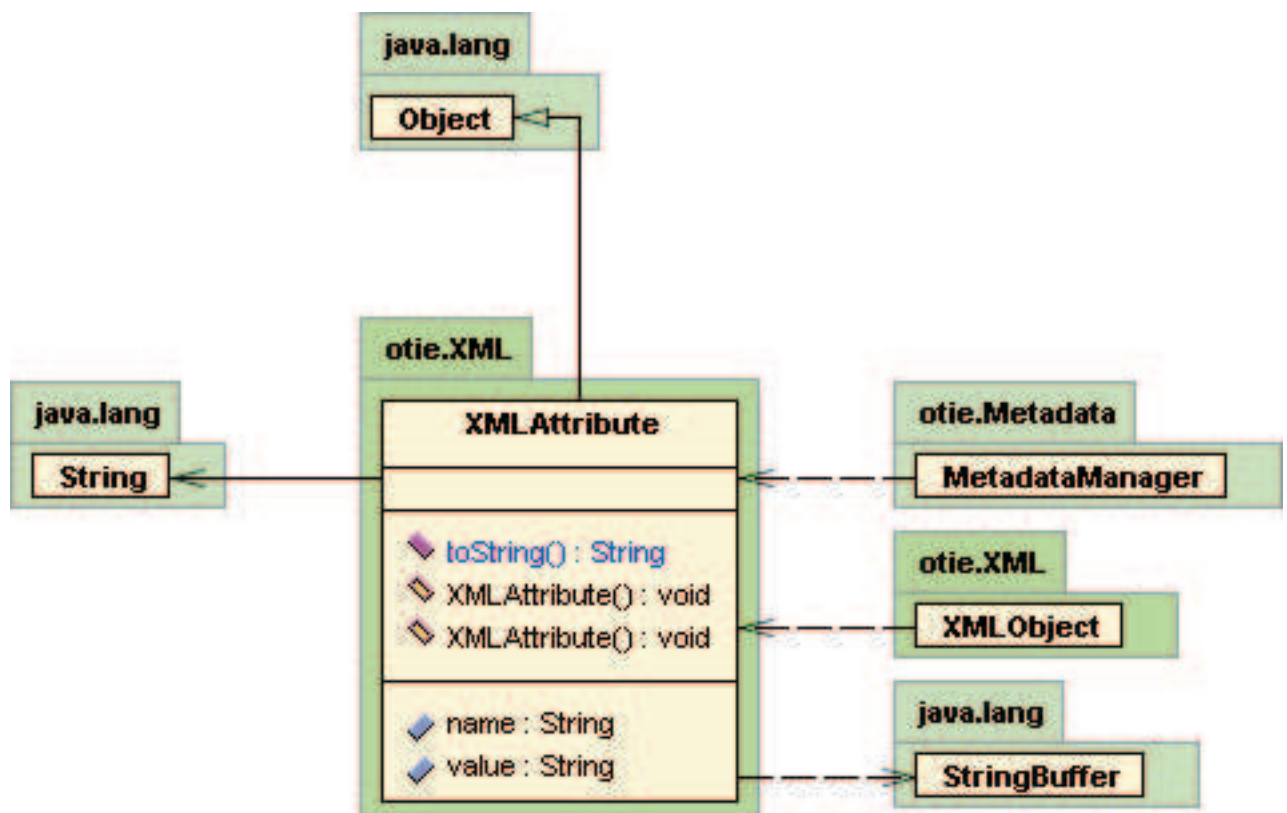 java.lang
Object
otie.XML
XMLAttribute
toString() : String
XMLAttribute() : void
XMLAttribute() : void
name : String
value : String
java.lang
String
otie.Metadata
MetadataManager
otie.XML
XMLObject
java.lang
StringBuffer